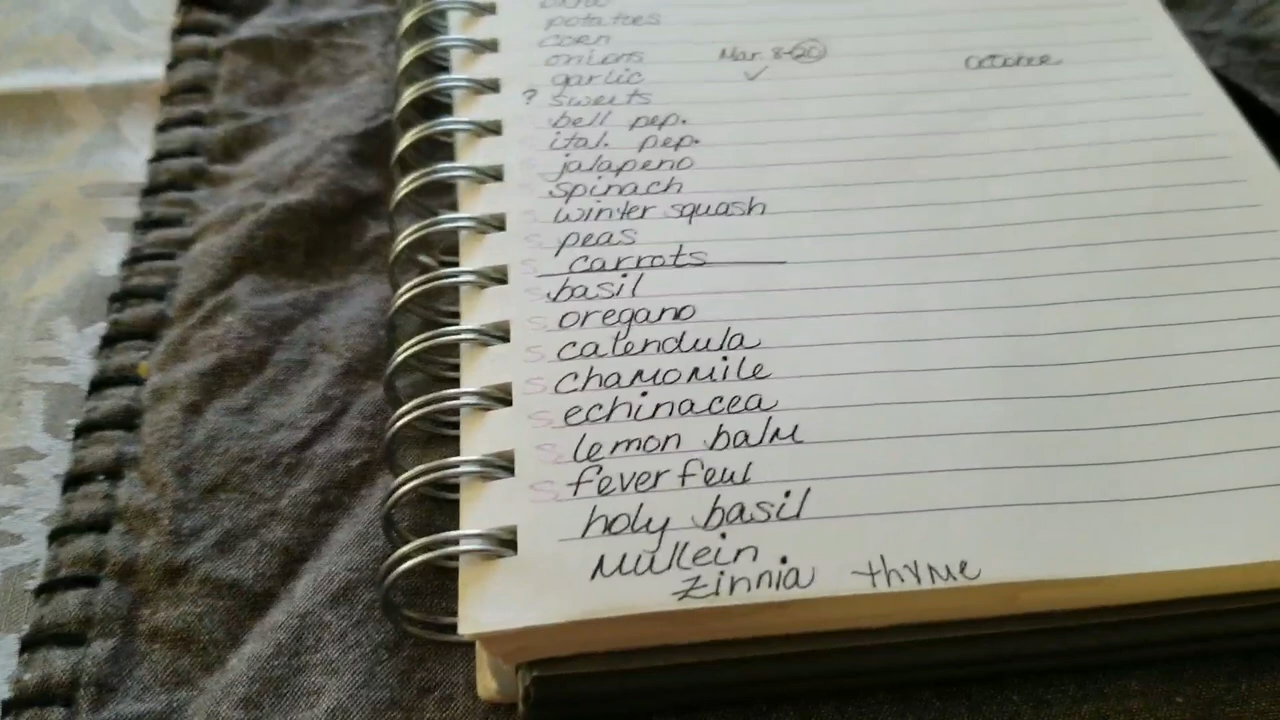 potatoes
corn
onions Mar. 8-20 October
garlic ✓
? sweets
bell pep.
ital. pep.
jalapeno
spinach
winter squash
s peas
s carrots
basil
s. oregano
s. calendula
s. chamomile
s. echinacea
s. lemon balm
s. feverfeul
holy basil
mullein
zinnia thyme